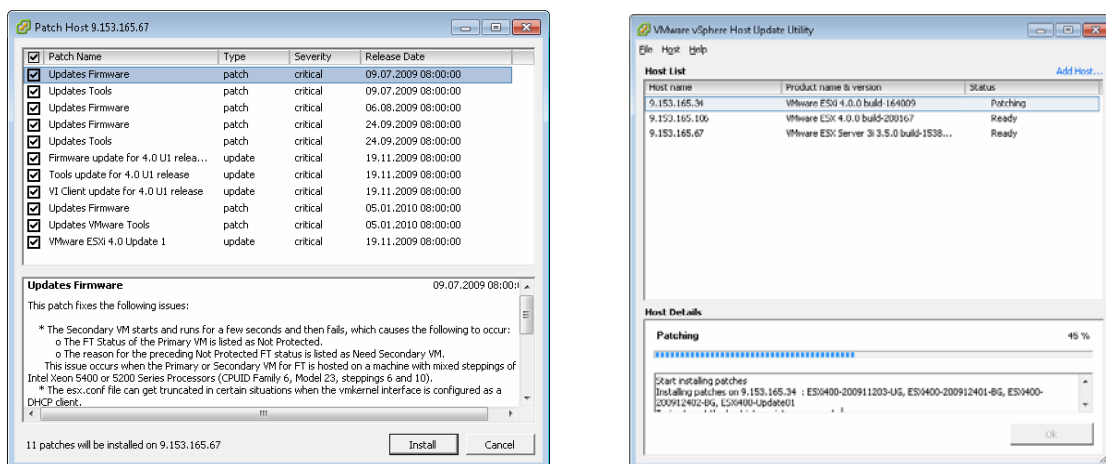 Patch Host 9.153.165.67
Patch Name Type Severity Release Date
Updates Firmware patch critical 09.07.2009 08:00:00
Updates Tools patch critical 09.07.2009 08:00:00
Updates Firmware patch critical 06.08.2009 08:00:00
Updates Firmware patch critical 24.09.2009 08:00:00
Updates Tools patch critical 24.09.2009 08:00:00
Firmware update for 4.0 U1 relea... update critical 19.11.2009 08:00:00
Tools update for 4.0 U1 release update critical 19.11.2009 08:00:00
VI Client update for 4.0 U1 release update critical 19.11.2009 08:00:00
Updates Firmware patch critical 05.01.2010 08:00:00
Updates VMware Tools patch critical 05.01.2010 08:00:00
VMware ESXi 4.0 Update 1 update critical 19.11.2009 08:00:00
Updates Firmware 09.07.2009 08:00:
This patch fixes the following issues:
* The Secondary VM starts and runs for a few seconds and then fails, which causes the following to occur:
o The FT Status of the Primary VM is listed as Not Protected.
o The reason for the preceding Not Protected FT status is listed as Need Secondary VM.
This issue occurs when the Primary or Secondary VM for FT is hosted on a machine with mixed steppings of
Intel Xeon 5400 or 5200 Series Processors (CPUID Family 6, Model 23, steppings 6 and 10).
* The esx.conf file can get truncated in certain situations when the vmkernel interface is configured as a
DHCP client.
11 patches will be installed on 9.153.165.67
Install Cancel
VMware vSphere Host Update Utility
File Host Help
Host List Add Host...
Host name Product name & version Status
9.153.165.34 VMware ESXi 4.0.0 build-164009 Patching
9.153.165.106 VMware ESX 4.0.0 build-208167 Ready
9.153.165.67 VMware ESX Server 3i 3.5.0 build-1538... Ready
Host Details
Patching 45 %
Start installing patches
Installing patches on 9.153.165.34 : ESXi400-200911203-UG, ESXi400-200912401-BG, ESXi400-
200912402-BG, ESXi400-Update01
Ok